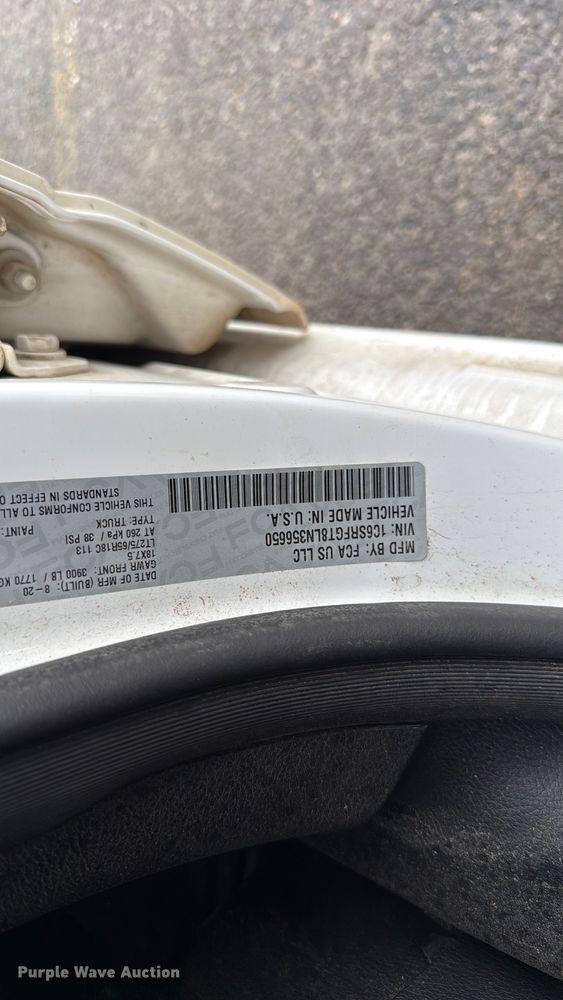 MFD BY: FCA US LLC
VIN: 1C6SRFGT8LN356650
VEHICLE MADE IN: U.S.A.
DATE OF MFR (BUILT): 8-20
GAWR FRONT: 3900 LB / 1770 KG
18X7.5
LT275/65R18C 113
AT 260 kPa / 38 PSI
TYPE: TRUCK
PAINT:
THIS VEHICLE CONFORMS TO ALL
STANDARDS IN EFFECT
Purple Wave Auction